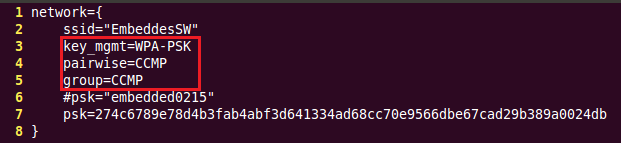 1 network={
2 ssid="EmbeddesSW"
3 key_mgmt=WPA-PSK
4 pairwise=CCMP
5 group=CCMP
6 #psk="embedded0215"
7 psk=274c6789e78d4b3fab4abf3d641334ad68cc70e9566dbe67cad29b389a0024db
8 }